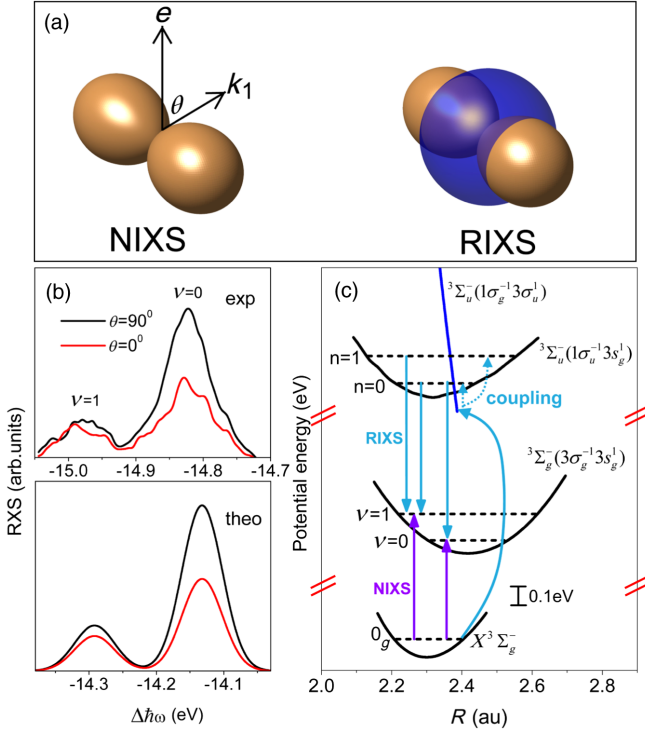 (a)
e
θ
k₁
NIXS
RIXS
(b)
ν=0
exp
θ=90⁰
θ=0⁰
ν=1
-15.0
-14.9
-14.8
-14.7
RXS (arb.units)
theo
-14.3
-14.2
-14.1
Δħω (eV)
(c)
³Σᵤ⁻(1σg⁻¹3σᵤ¹)
³Σᵤ⁻(1σᵤ⁻¹3sg¹)
n=1
n=0
coupling
RIXS
³Σg⁻(3σg⁻¹3sg¹)
ν=1
ν=0
NIXS
0.1eV
0g
X³Σg⁻
Potential energy (eV)
2.0
2.2
2.4
2.6
2.8
R (au)